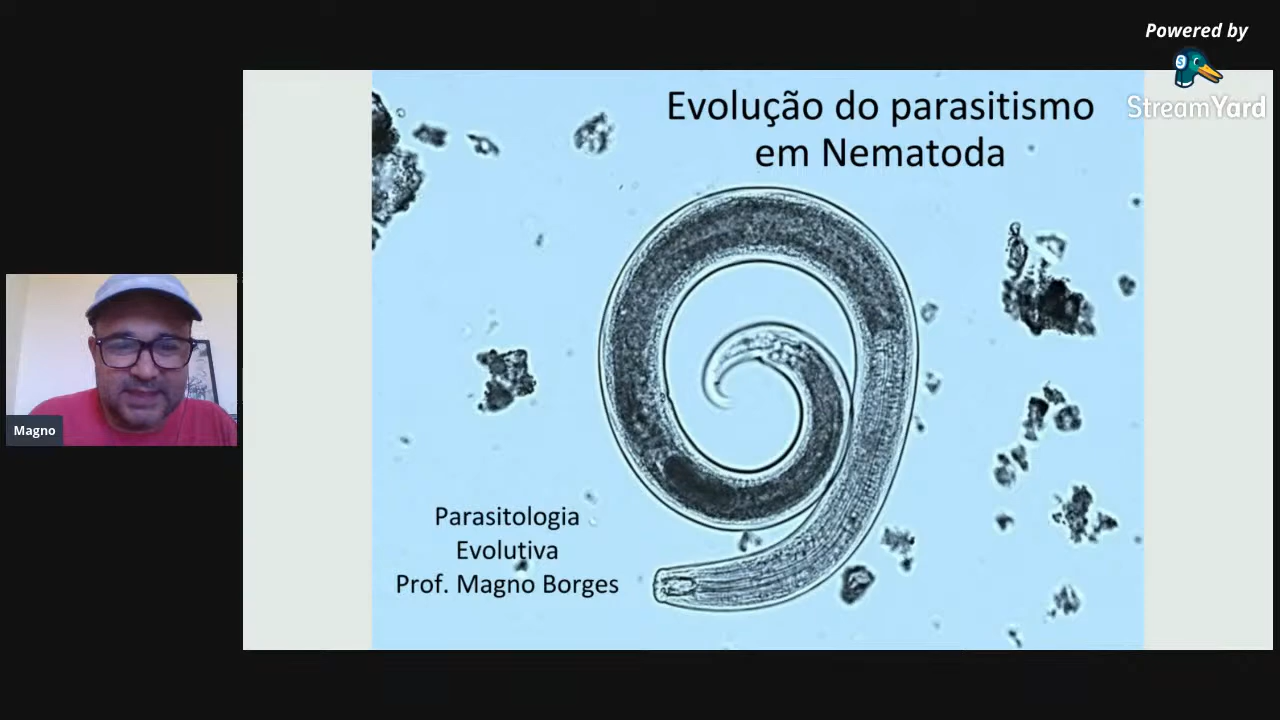 Powered by
StreamYard
Evolução do parasitismo
em Nematoda
Magno
Parasitologia
Evolutiva
Prof. Magno Borges